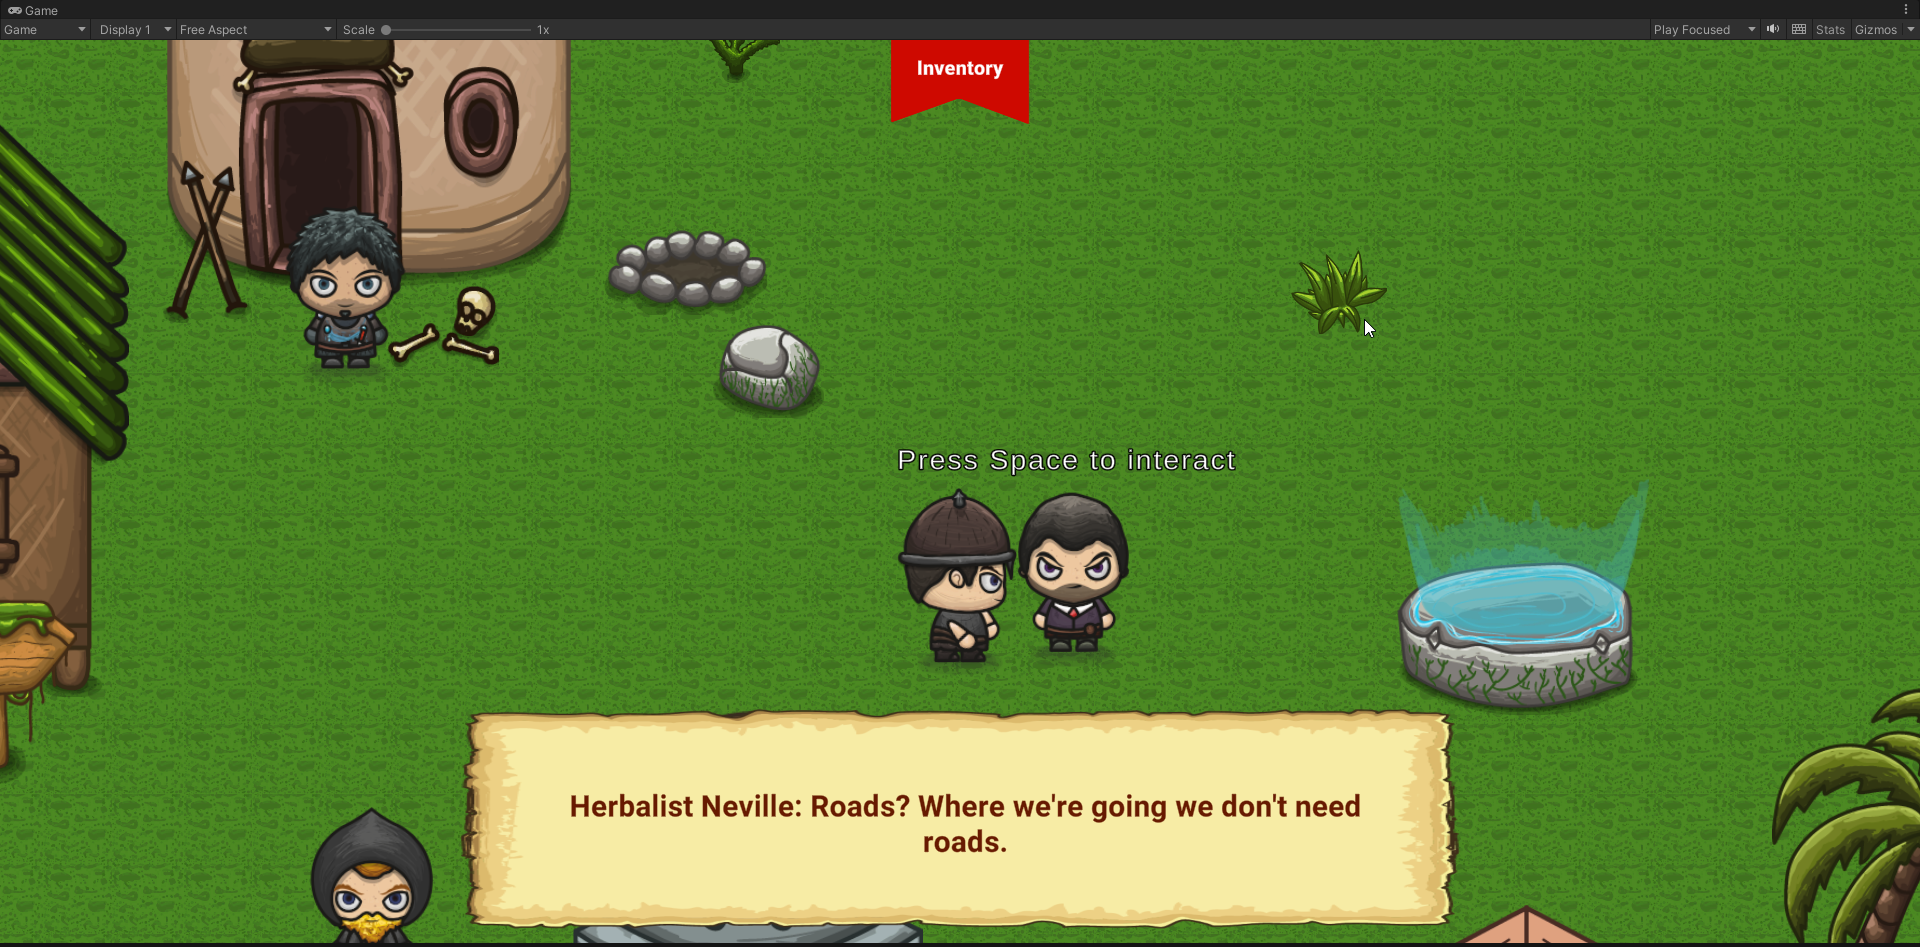 Game
Game Display 1 Free Aspect Scale 1x Play Focused Stats Gizmos
Inventory
Press Space to interact
Herbalist Neville: Roads? Where we're going we don't need
roads.